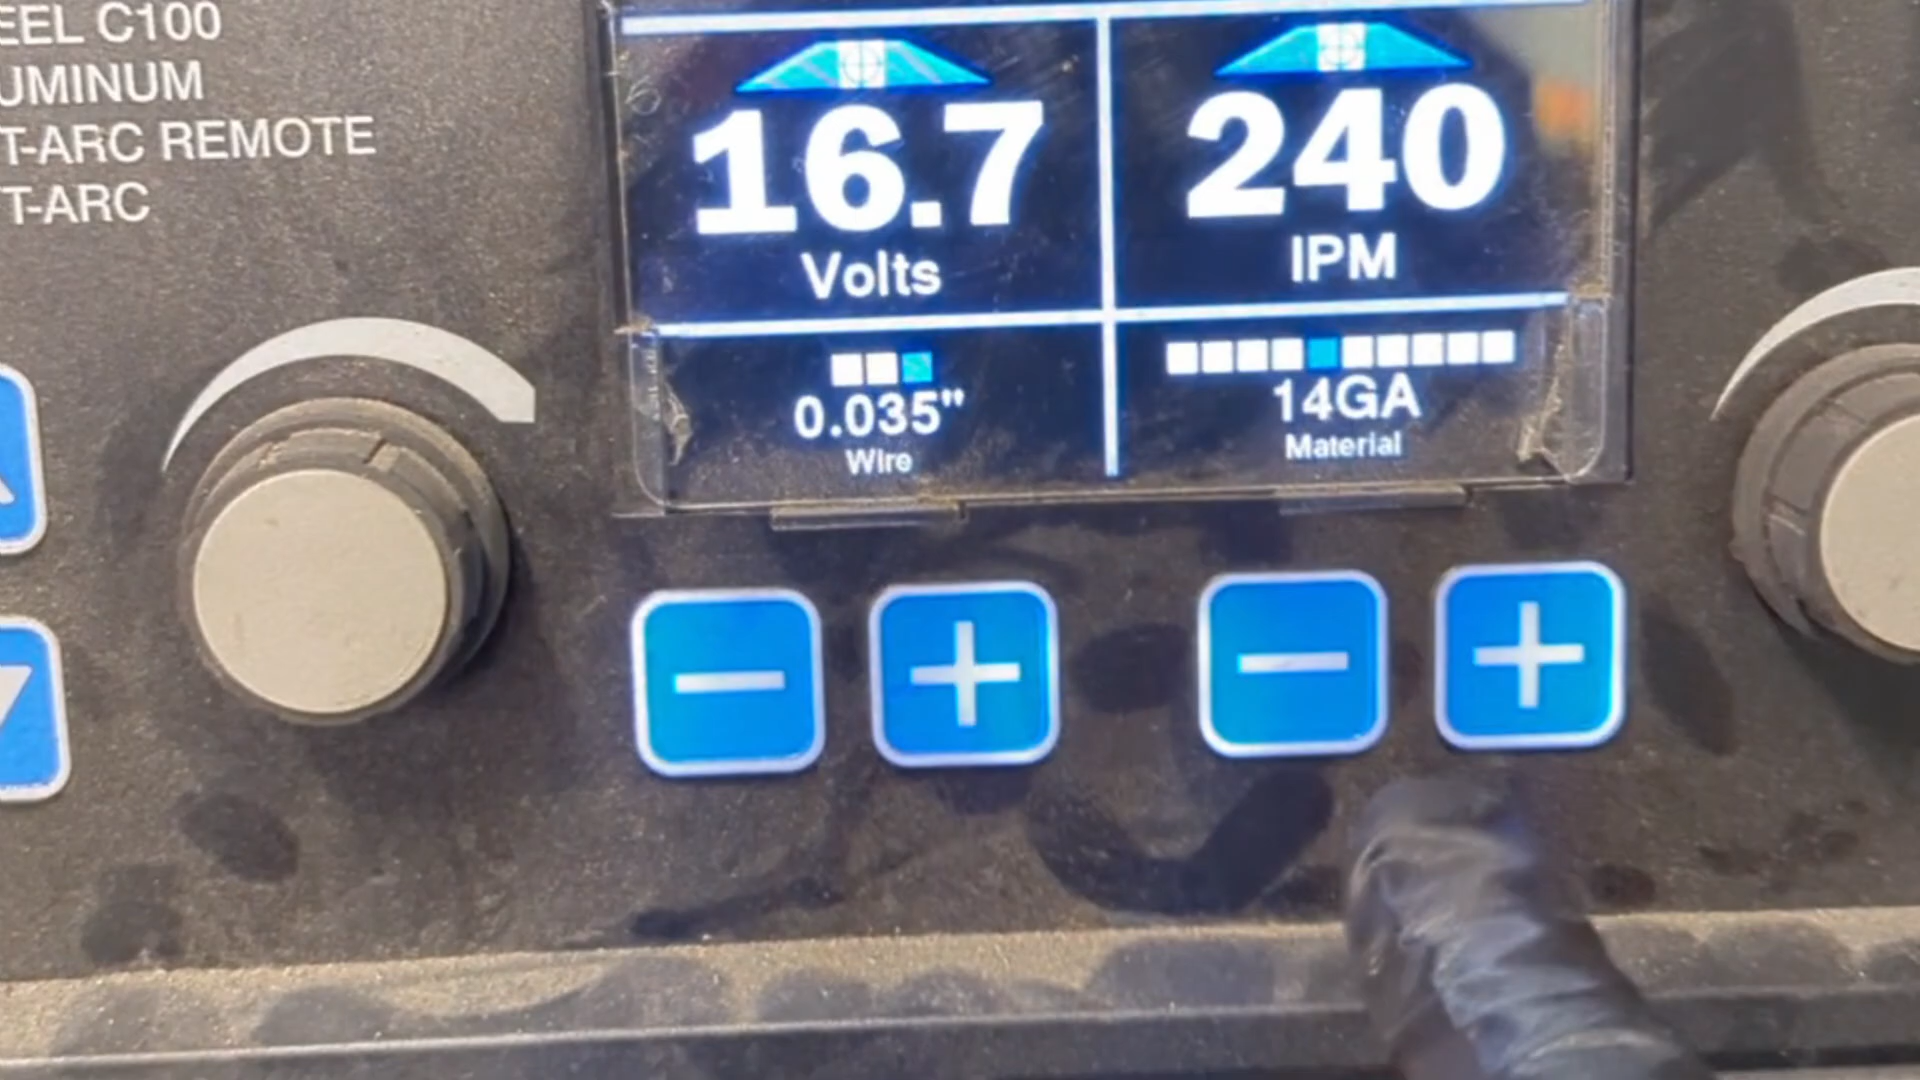 EEL C100
UMINUM
T-ARC REMOTE
T-ARC
16.7
Volts
240
IPM
0.035"
Wire
14GA
Material